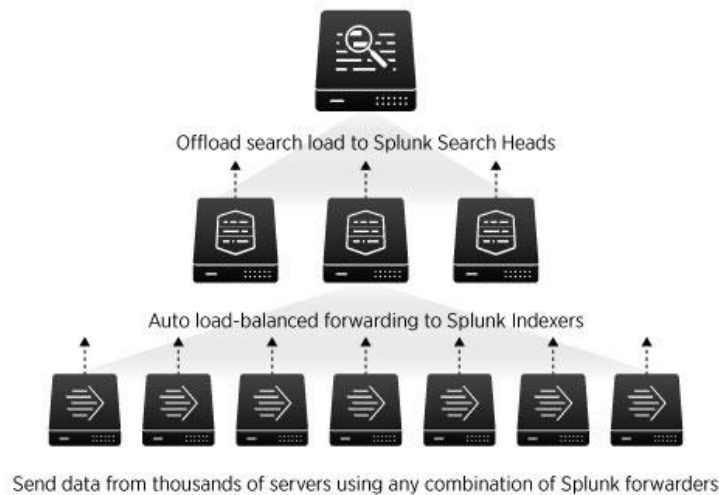 Offload search load to Splunk Search Heads
Auto load-balanced forwarding to Splunk Indexers
Send data from thousands of servers using any combination of Splunk forwarders